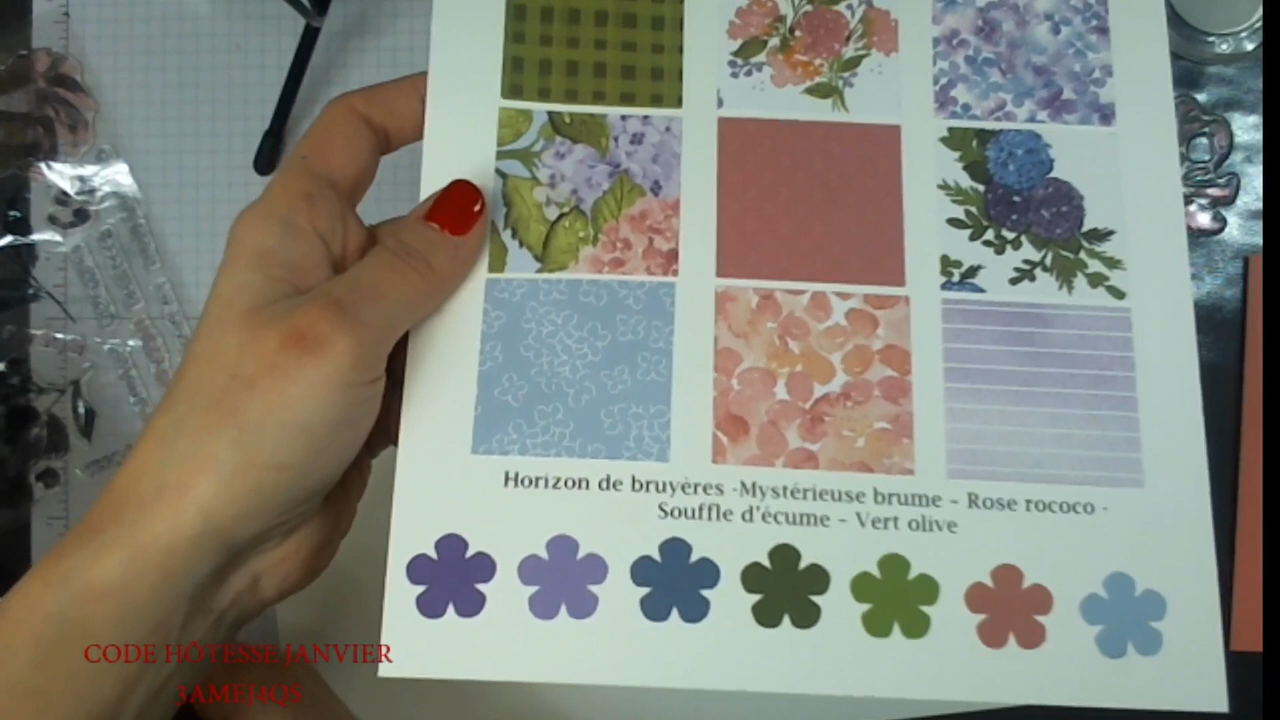 Horizon de bruyères -Mystérieuse brume – Rose rococo -
Souffle d'écume – Vert olive
CODE HÔTESSE JANVIER
3AMEJ4QS